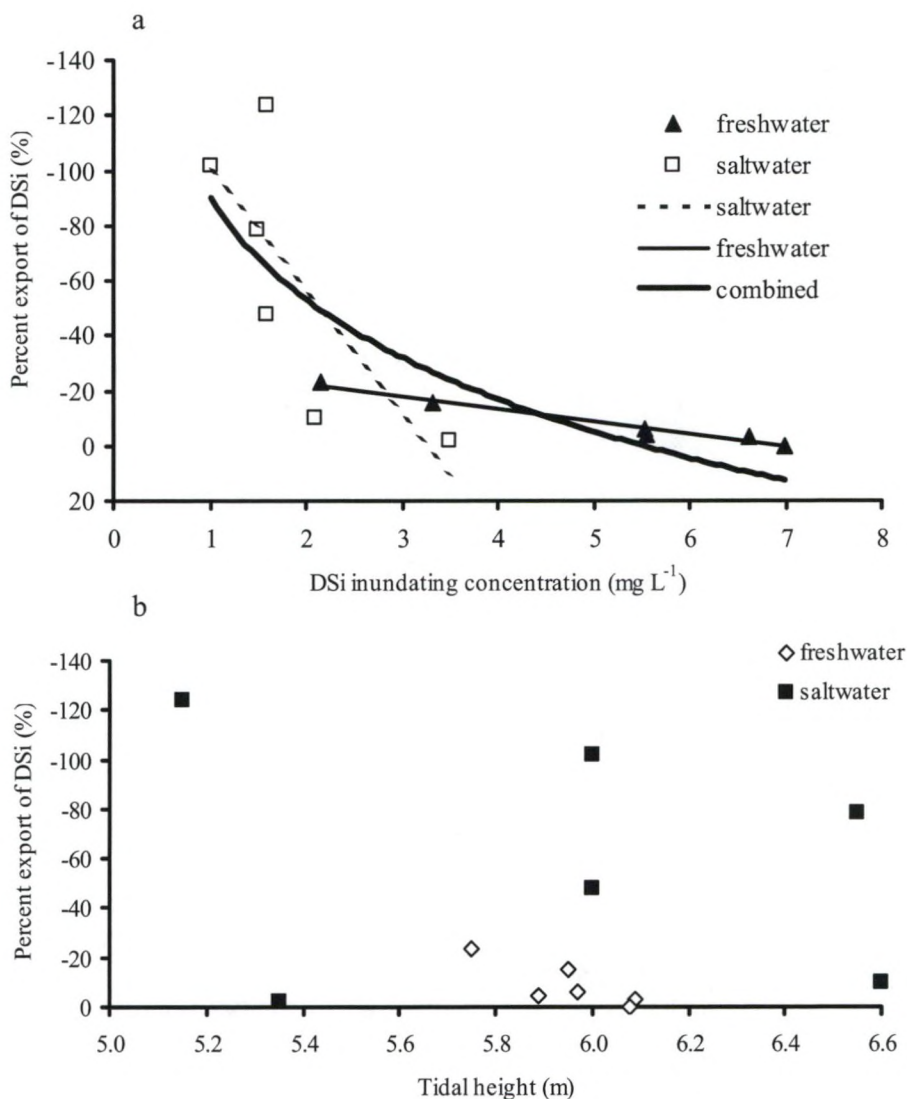 a
Percent export of DSi (%)
-140
-120
-100
-80
-60
-40
-20
0
20
freshwater
saltwater
saltwater
freshwater
combined
0 1 2 3 4 5 6 7 8
DSi inundating concentration (mg L⁻¹)
b
Percent export of DSi (%)
-140
-120
-100
-80
-60
-40
-20
0
freshwater
saltwater
5.0 5.2 5.4 5.6 5.8 6.0 6.2 6.4 6.6
Tidal height (m)